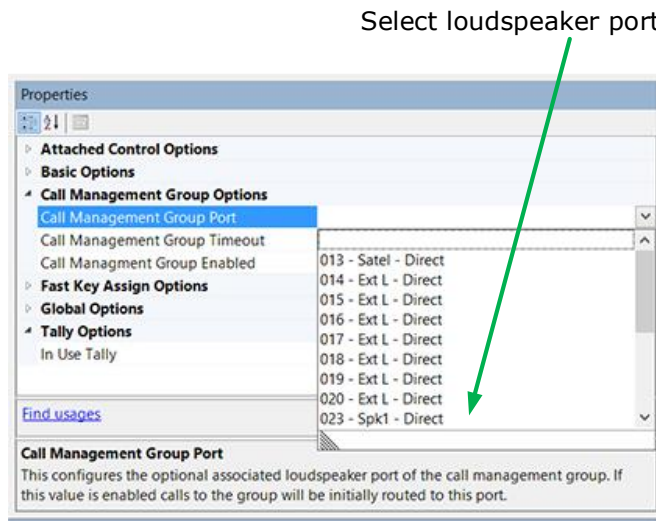 Select loudspeaker port
Properties
Attached Control Options
Basic Options
Call Management Group Options
Call Management Group Port
Call Management Group Timeout
Call Managment Group Enabled
013 - Satel - Direct
014 - Ext L - Direct
015 - Ext L - Direct
016 - Ext L - Direct
017 - Ext L - Direct
018 - Ext L - Direct
019 - Ext L - Direct
020 - Ext L - Direct
023 - Spk1 - Direct
Fast Key Assign Options
Global Options
Tally Options
In Use Tally
Find usages
Call Management Group Port
This configures the optional associated loudspeaker port of the call management group. If
this value is enabled calls to the group will be initially routed to this port.